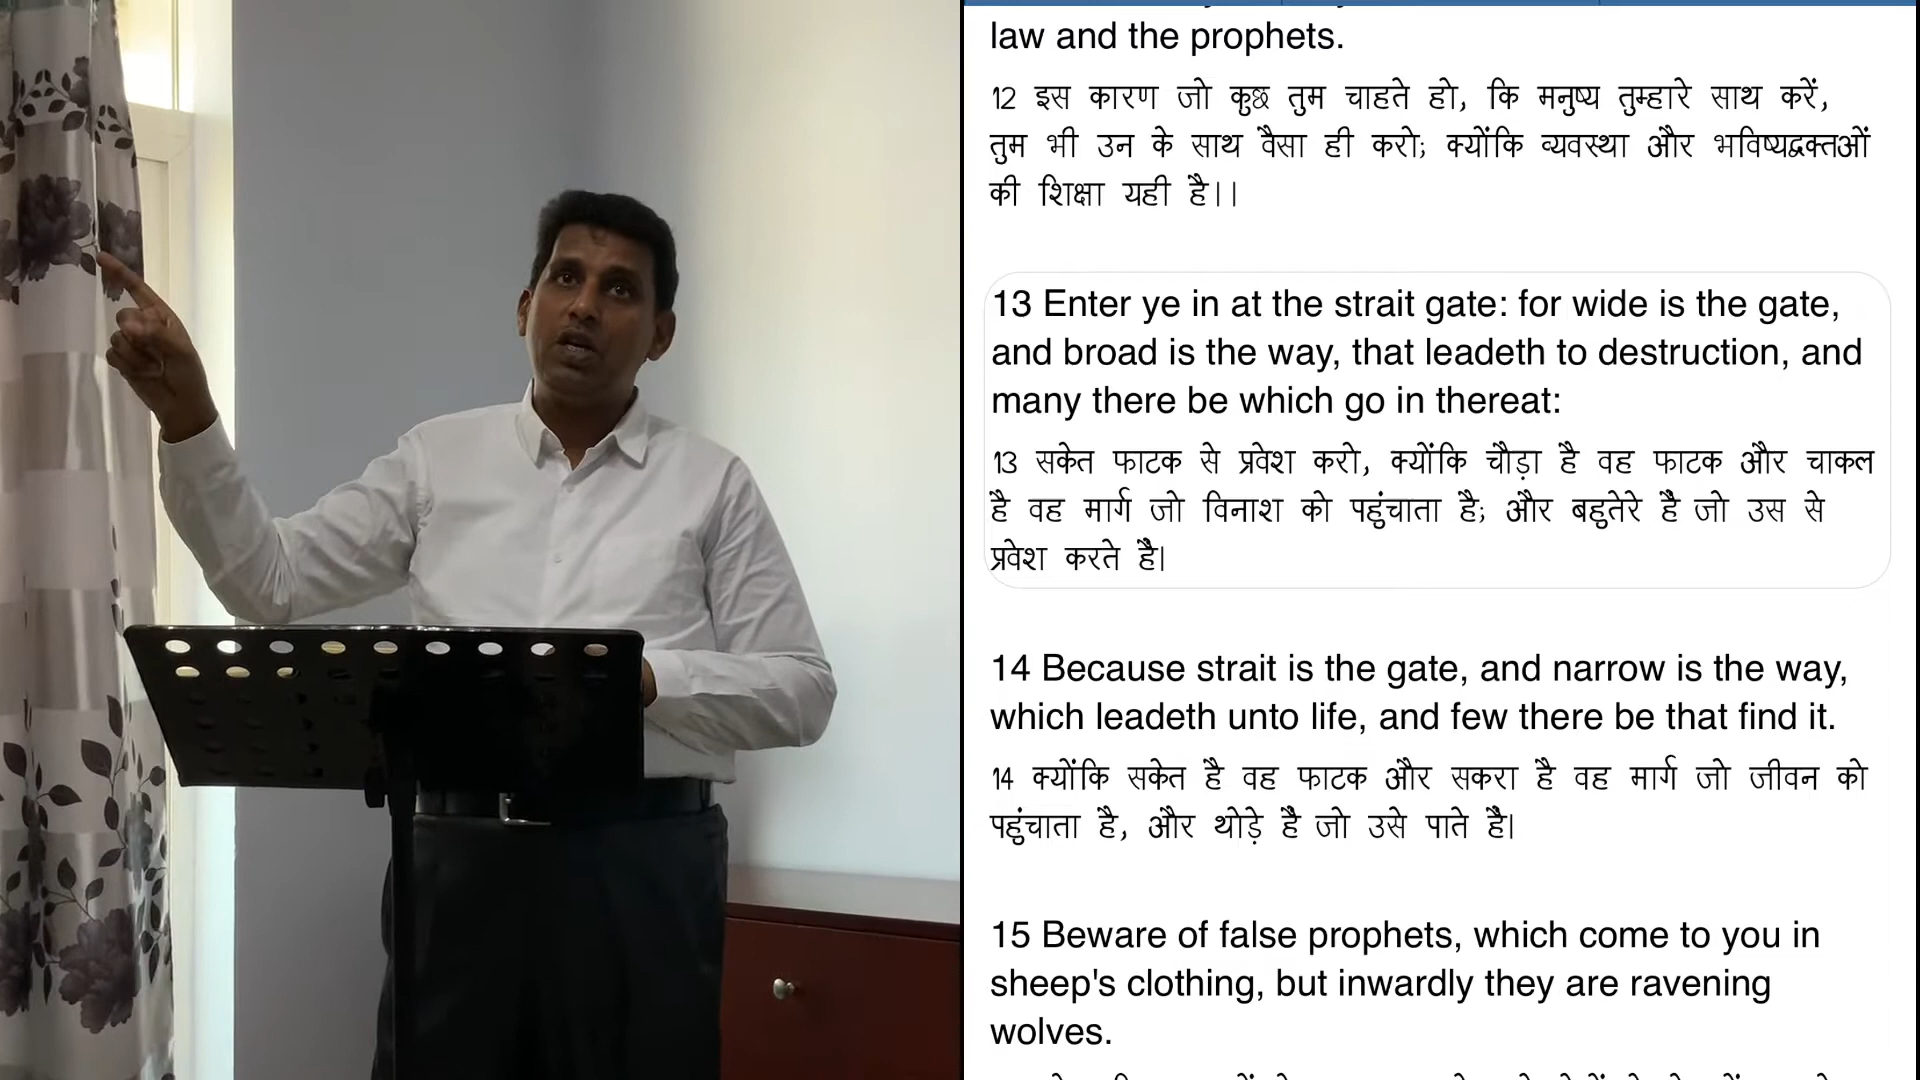 law and the prophets.
12 इस कारण जो कुछ तुम चाहते हो, कि मनुष्य तुम्हारे साथ करें,
तुम भी उन के साथ वैसा ही करो; क्योंकि व्यवस्था और भविष्यद्वक्तओं
की शिक्षा यही है।।
13 Enter ye in at the strait gate: for wide is the gate,
and broad is the way, that leadeth to destruction, and
many there be which go in thereat:
13 सकेत फाटक से प्रवेश करो, क्योंकि चौड़ा है वह फाटक और चाकल
है वह मार्ग जो विनाश को पहुंचाता है; और बहुतेरे हैं जो उस से
प्रवेश करते हैं।
14 Because strait is the gate, and narrow is the way,
which leadeth unto life, and few there be that find it.
14 क्योंकि सकेत है वह फाटक और सकरा है वह मार्ग जो जीवन को
पहुंचाता है, और थोड़े हैं जो उसे पाते हैं।
15 Beware of false prophets, which come to you in
sheep's clothing, but inwardly they are ravening
wolves.